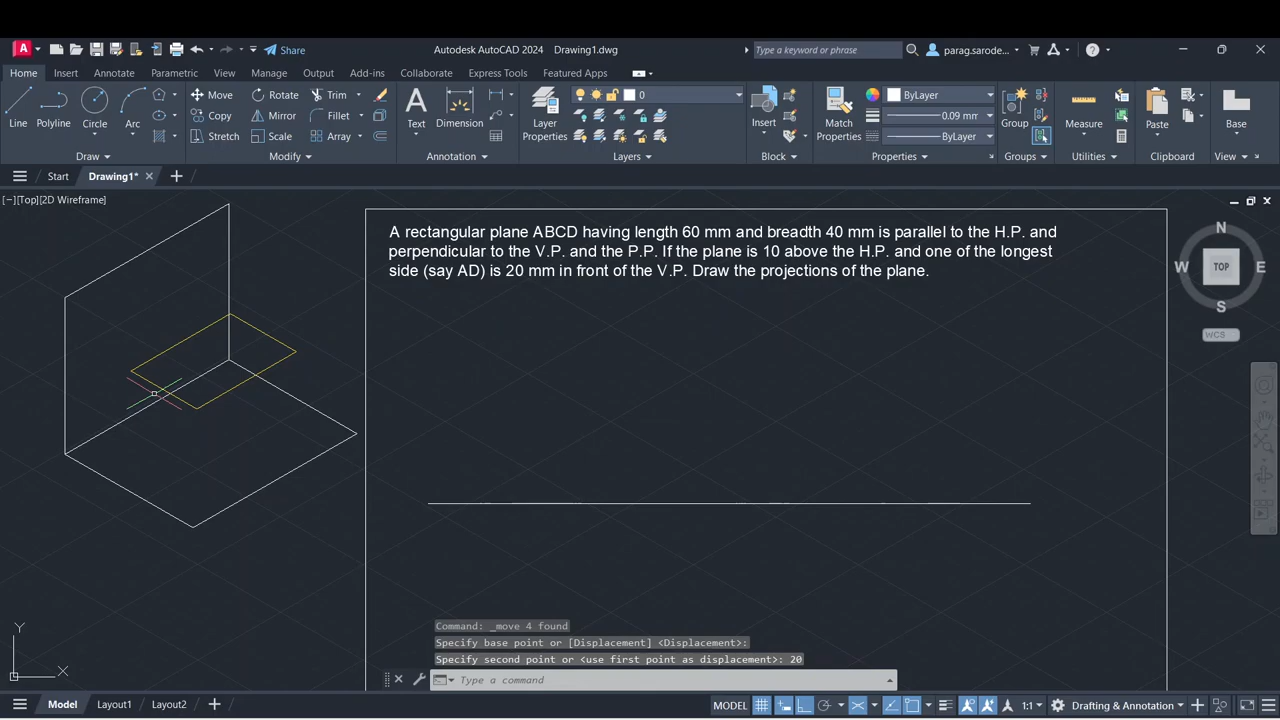 A
Share
Autodesk AutoCAD 2024 Drawing1.dwg
Type a keyword or phrase
parag.sarode...
Home Insert Annotate Parametric View Manage Output Add-ins Collaborate Express Tools Featured Apps
Line Polyline Circle Arc
Move Rotate Trim
Copy Mirror Fillet
Stretch Scale Array
Text Dimension
Layer Properties
0
Insert
Match Properties
ByLayer
0.09 mm
ByLayer
Group
Measure
Paste
Base
Draw Modify Annotation Layers Block Properties Groups Utilities Clipboard View
Start Drawing1*
[−][Top][2D Wireframe]
A rectangular plane ABCD having length 60 mm and breadth 40 mm is parallel to the H.P. and
perpendicular to the V.P. and the P.P. If the plane is 10 above the H.P. and one of the longest
side (say AD) is 20 mm in front of the V.P. Draw the projections of the plane.
N
W TOP E
S
WCS
Command: _move 4 found
Specify base point or [Displacement] <Displacement>:
Specify second point or <use first point as displacement>: 20
Type a command
Y
X
Model Layout1 Layout2
MODEL
1:1
Drafting & Annotation